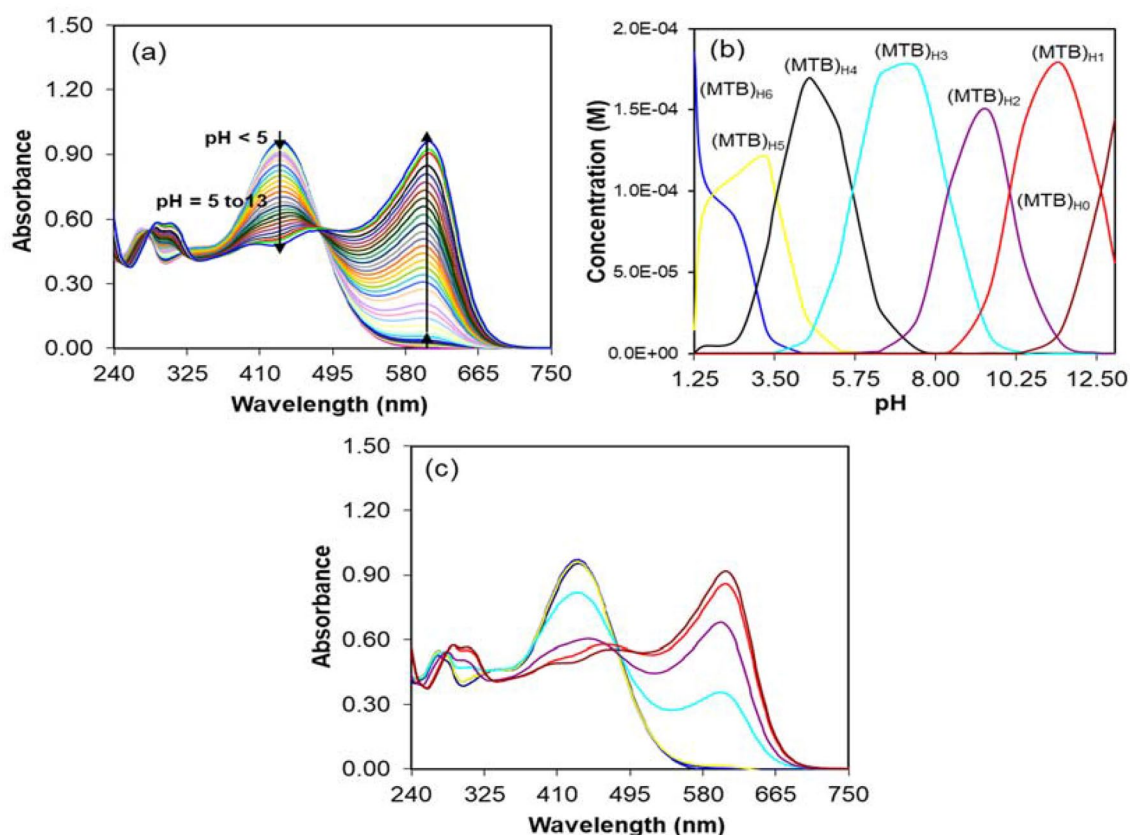 (a)
1.50
1.20
0.90
0.60
0.30
0.00
Absorbance
pH < 5
pH = 5 to13
240 325 410 495 580 665 750
Wavelength (nm)
(b)
2.0E-04
1.5E-04
1.0E-04
5.0E-05
0.0E+00
Concentration (M)
(MTB)H6
(MTB)H5
(MTB)H4
(MTB)H3
(MTB)H2
(MTB)H1
(MTB)H0
1.25 3.50 5.75 8.00 10.25 12.50
pH
(c)
1.50
1.20
0.90
0.60
0.30
0.00
Absorbance
240 325 410 495 580 665 750
Wavelength (nm)